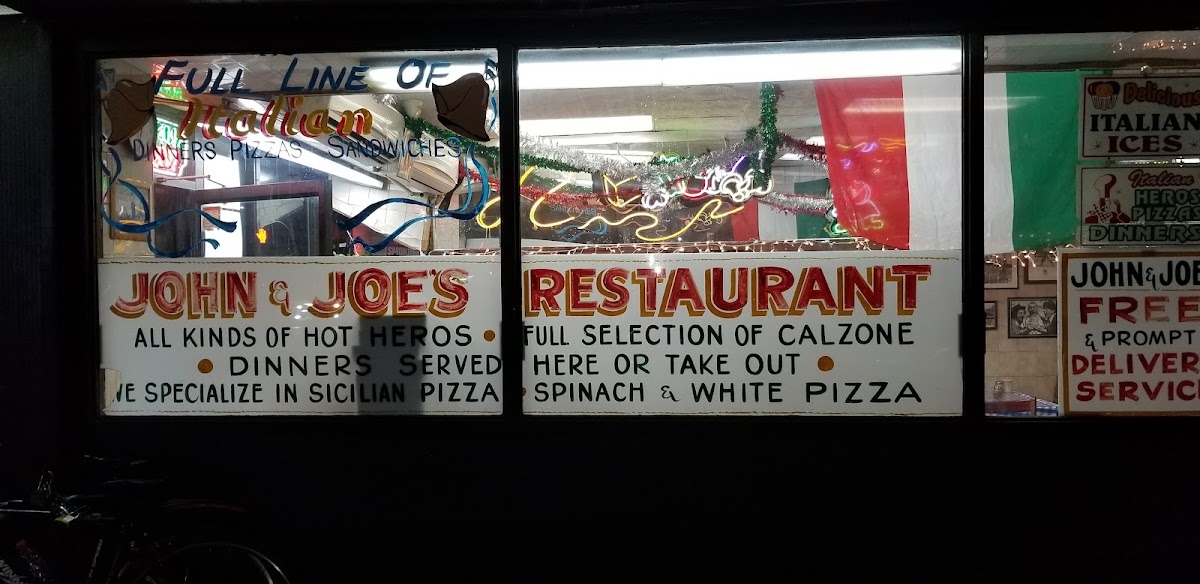 FULL LINE OF
Italian
DINNERS PIZZAS SANDWICHES
JOHN & JOE'S RESTAURANT
ALL KINDS OF HOT HEROS • FULL SELECTION OF CALZONE
• DINNERS SERVED HERE OR TAKE OUT •
WE SPECIALIZE IN SICILIAN PIZZA • SPINACH & WHITE PIZZA
Delicious
ITALIAN
ICES
Italian
HEROS
PIZZA
DINNERS
JOHN & JOE
FREE
& PROMPT
DELIVER
SERVIC